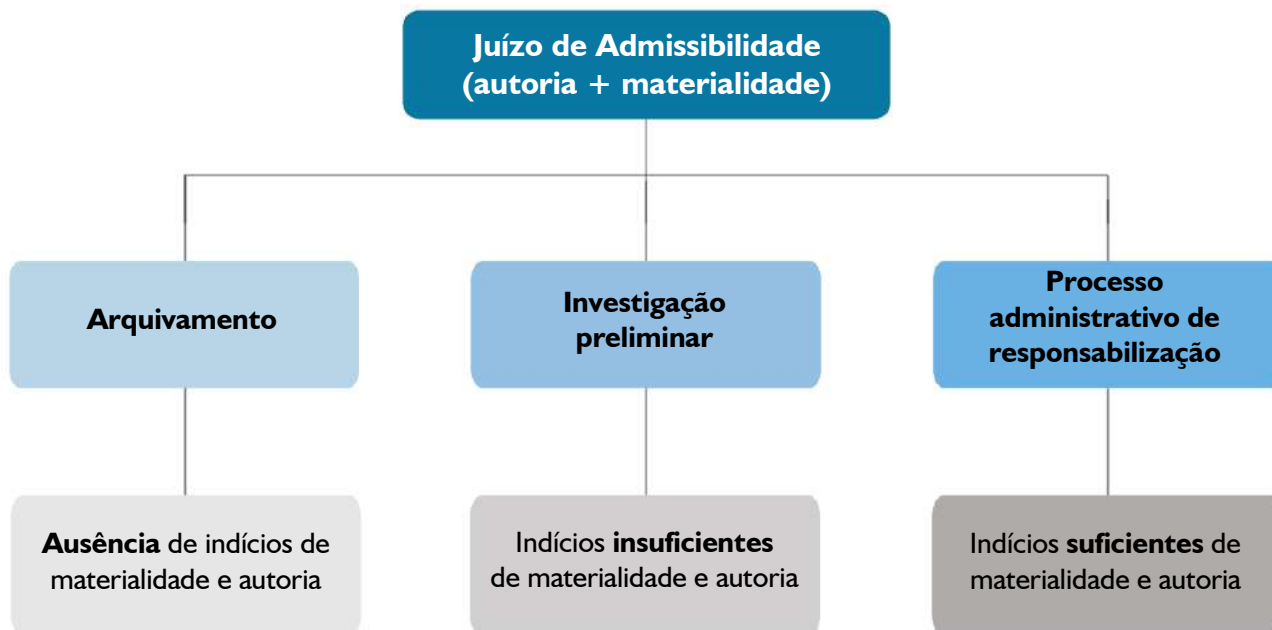 Juízo de Admissibilidade
(autoria + materialidade)
Arquivamento
Investigação
preliminar
Processo
administrativo de
responsabilização
Ausência de indícios de
materialidade e autoria
Indícios insuficientes
de materialidade e autoria
Indícios suficientes de
materialidade e autoria